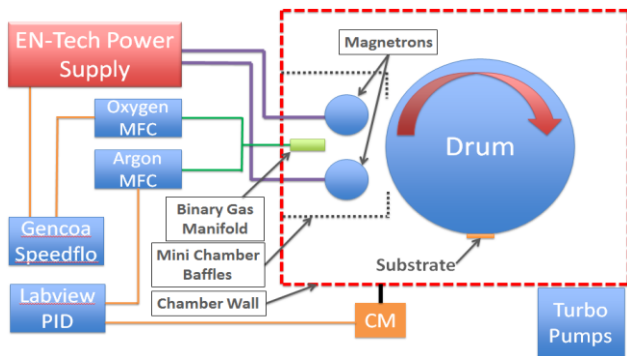 EN-Tech Power
Supply
Magnetrons
Oxygen
MFC
Argon
MFC
Drum
Binary Gas
Manifold
Gencoa
Speedflo
Mini Chamber
Baffles
Substrate
Chamber Wall
Labview
PID
CM
Turbo
Pumps